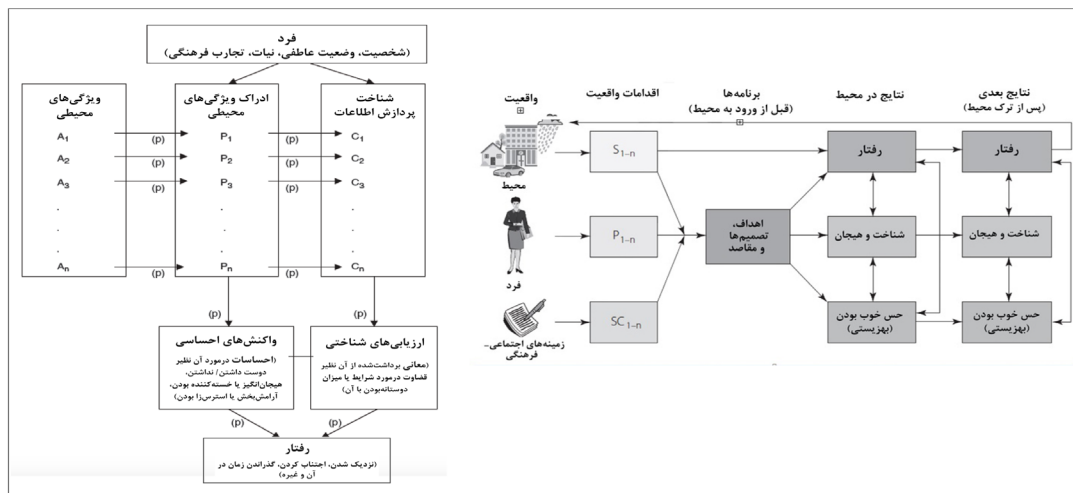 فرد
(شخصیت، وضعیت عاطفی، نیات، تجارب فرهنگی)
ویژگی‌های
محیطی
A1
A2
A3
.
.
.
An
(p)
(p)
(p)
(p)
ادراک ویژگی‌های
محیطی
P1
P2
P3
.
.
.
Pn
(p)
(p)
(p)
(p)
شناخت
پردازش اطلاعات
C1
C2
C3
.
.
.
Cn
(p)
(p)
واکنش‌های احساسی
(احساسات درمورد آن نظیر
دوست داشتن/ نداشتن،
هیجان‌انگیز یا خسته‌کننده بودن،
آرامش‌بخش یا استرس‌زا بودن)
ارزیابی‌های شناختی
(معانی برداشت‌شده از آن نظیر
قضاوت درمورد شرایط یا میزان
دوستانه‌بودن با آن)
(p)
(p)
رفتار
(نزدیک شدن، اجتناب کردن، گذراندن زمان در
آن و غیره)
واقعیت
اقدامات واقعیت
برنامه‌ها
(قبل از ورود به محیط)
نتایج در محیط
نتایج بعدی
(پس از ترک محیط)
محیط
S1–n
رفتار
رفتار
فرد
P1–n
اهداف،
تصمیم‌ها
و مقاصد
شناخت و هیجان
شناخت و هیجان
زمینه‌های اجتماعی-
فرهنگی
SC1–n
حس خوب بودن
(بهزیستی)
حس خوب بودن
(بهزیستی)